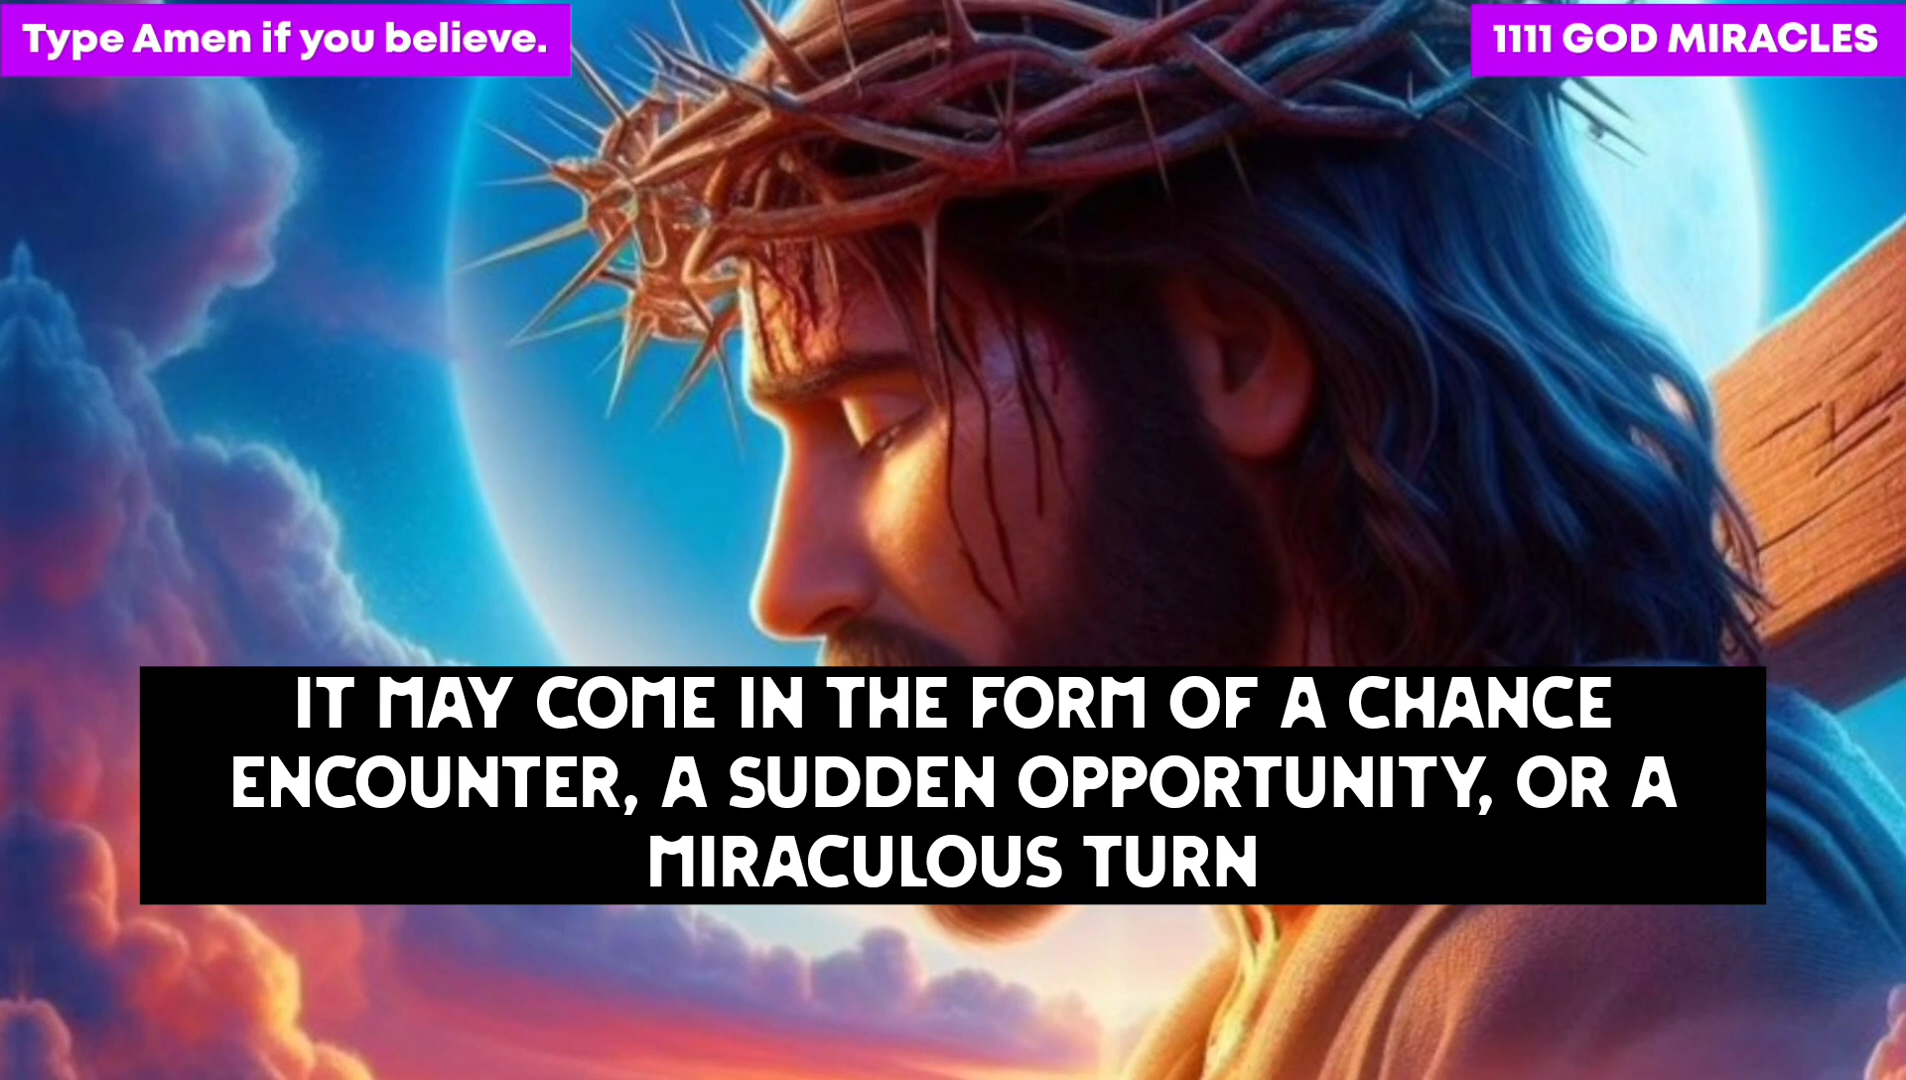 Type Amen if you believe.
1111 GOD MIRACLES
IT MAY COME IN THE FORM OF A CHANCE
ENCOUNTER, A SUDDEN OPPORTUNITY, OR A
MIRACULOUS TURN